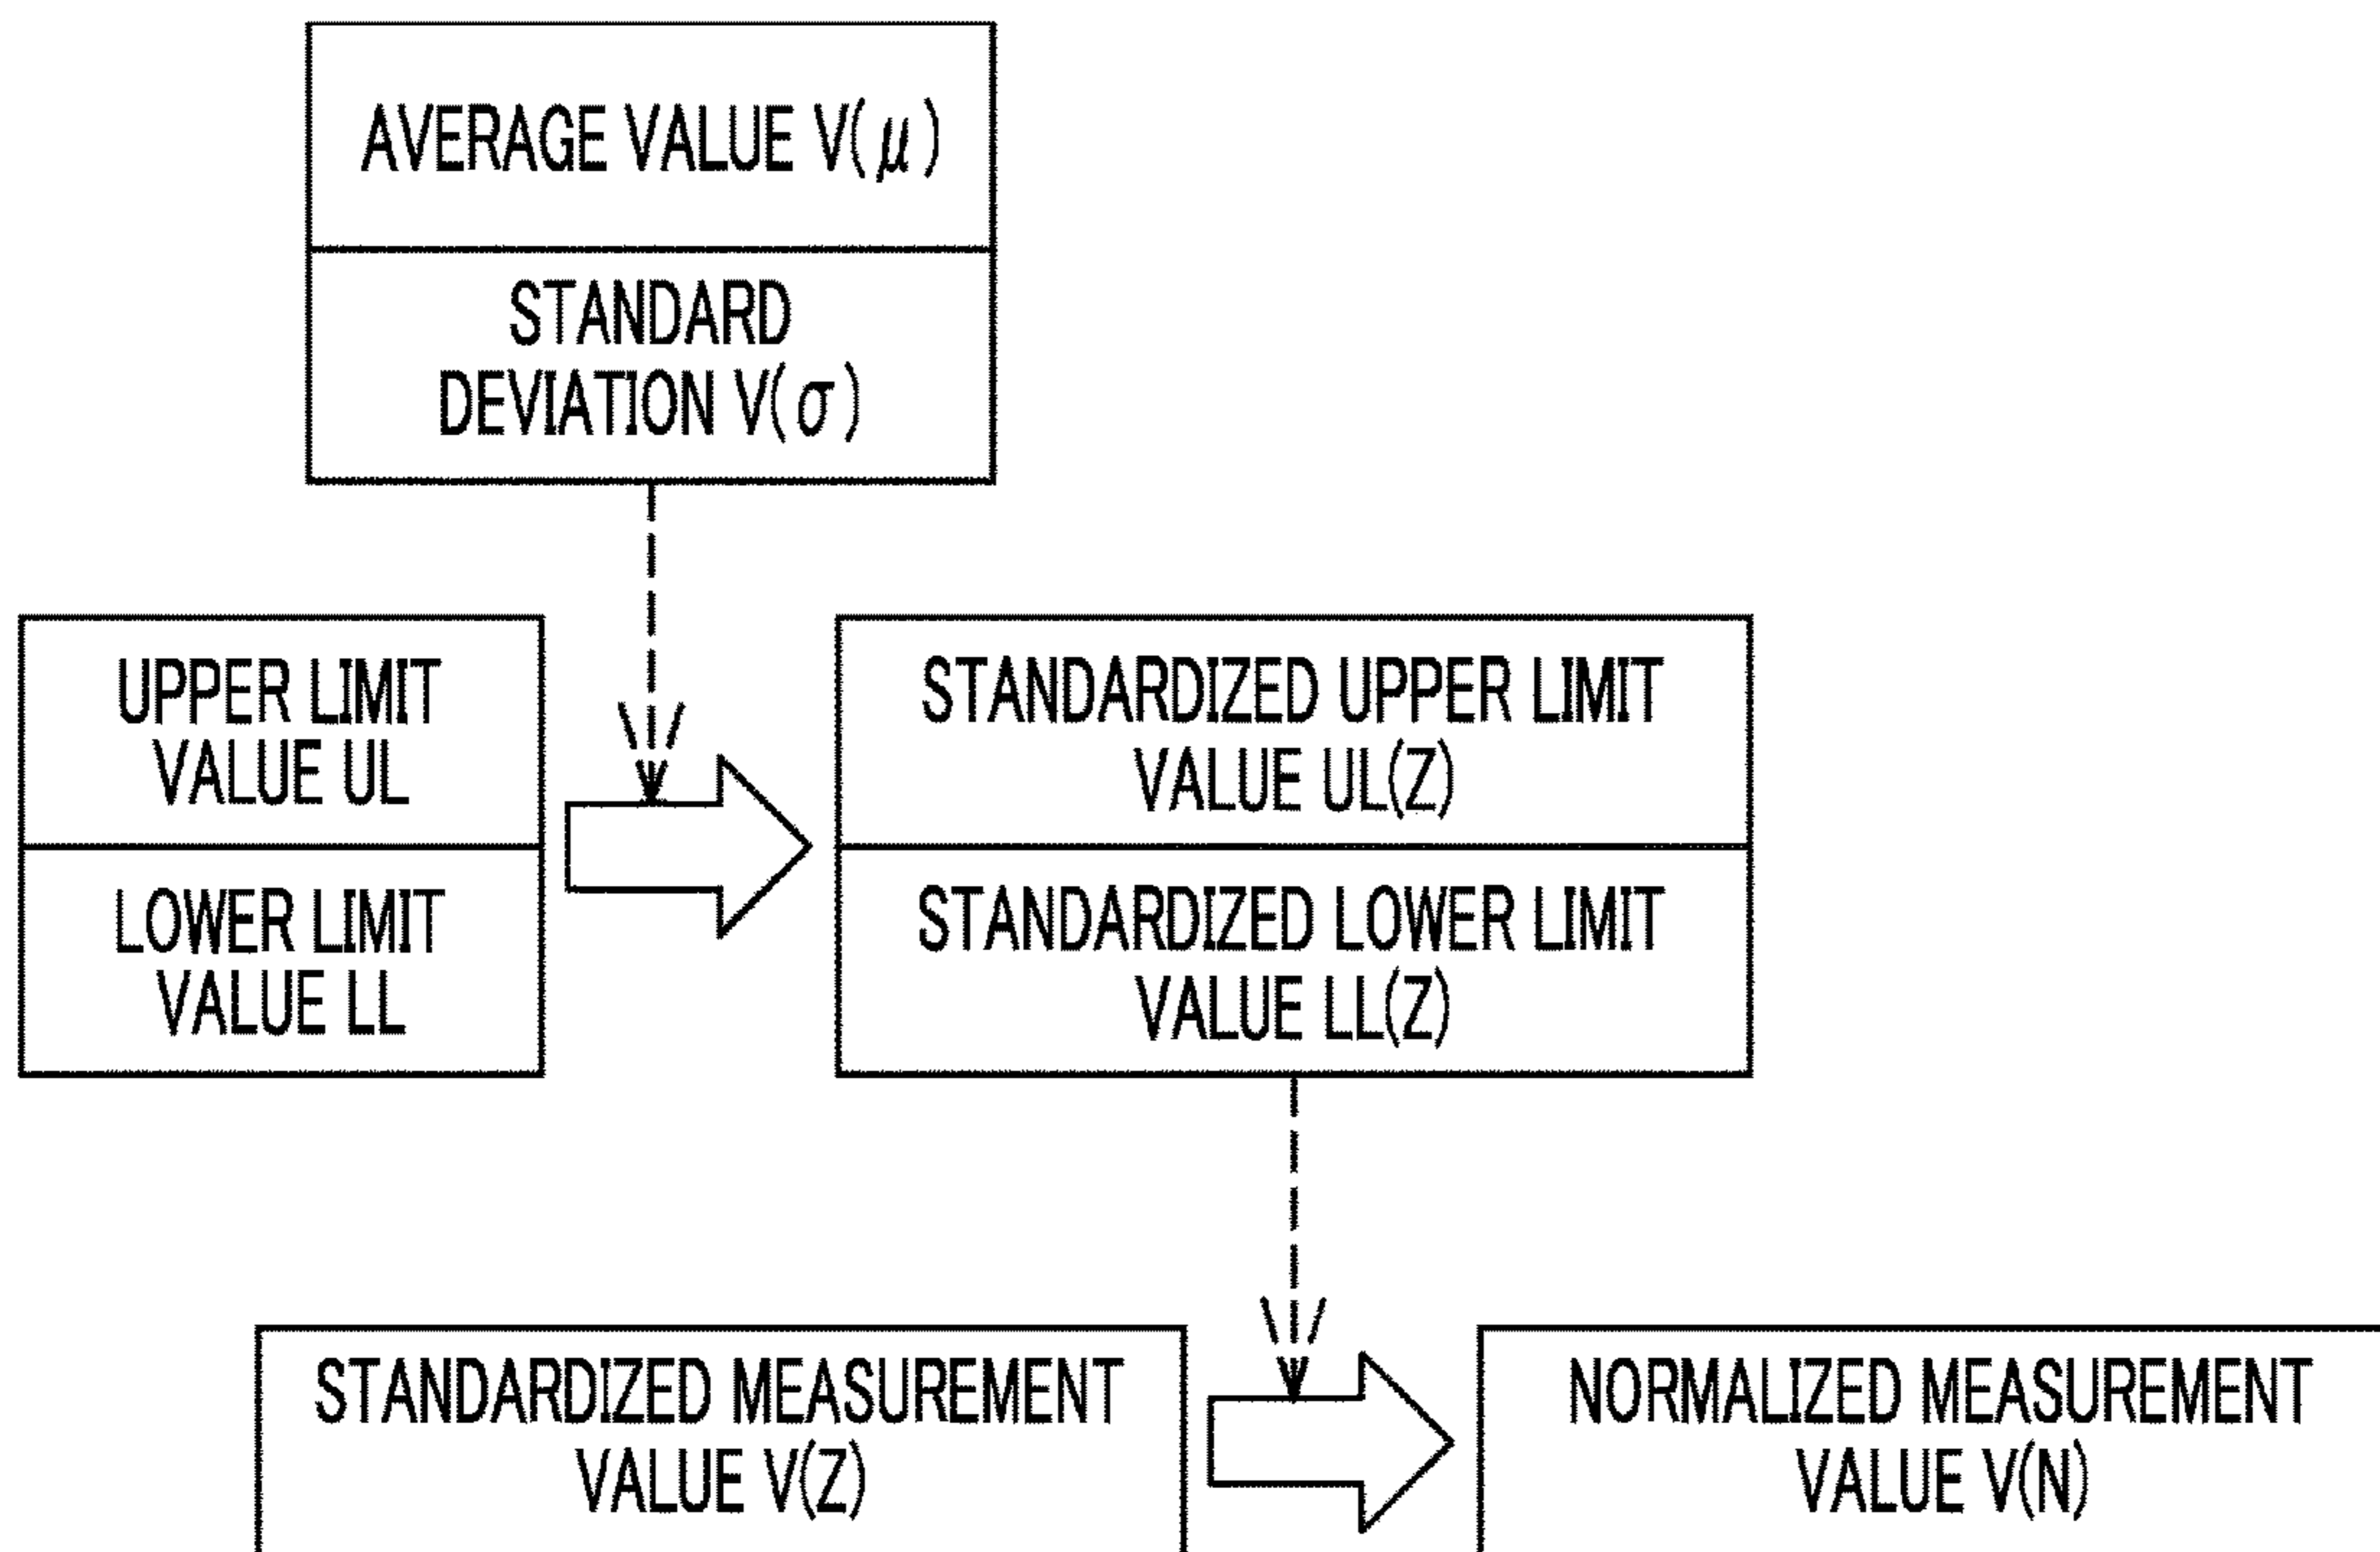 AVERAGE VALUE V(μ)
STANDARD
DEVIATION V(σ)
UPPER LIMIT
VALUE UL
LOWER LIMIT
VALUE LL
STANDARDIZED UPPER LIMIT
VALUE UL(Z)
STANDARDIZED LOWER LIMIT
VALUE LL(Z)
STANDARDIZED MEASUREMENT
VALUE V(Z)
NORMALIZED MEASUREMENT
VALUE V(N)